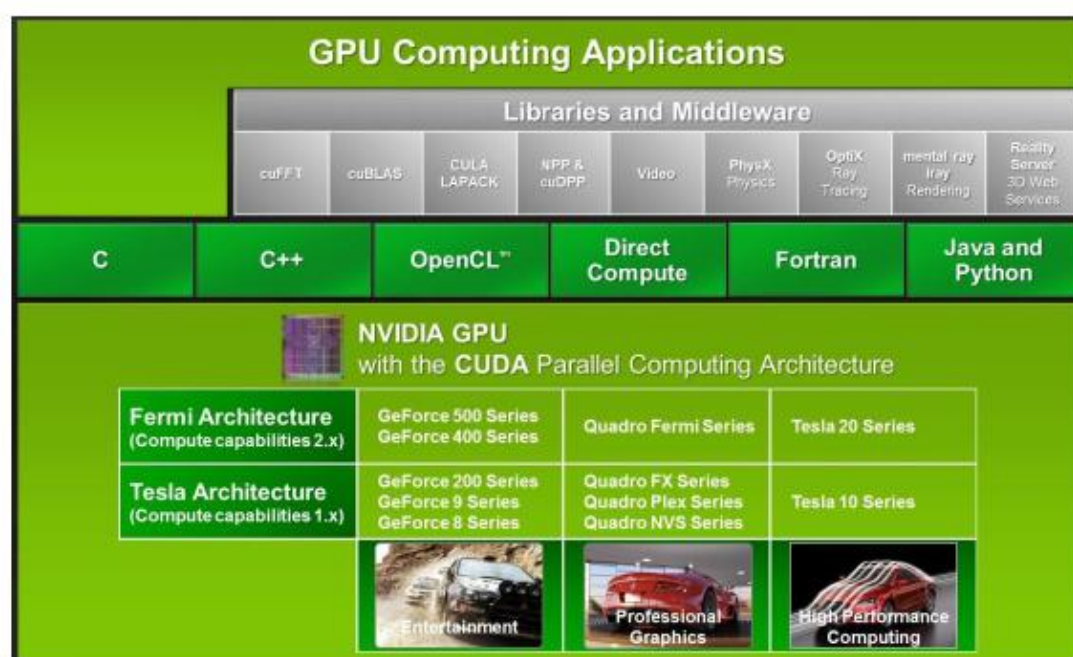 GPU Computing Applications
Libraries and Middleware
cuFFT
cuBLAS
CULA
LAPACK
NPP &
cuDPP
Video
PhysX
Physics
OptiX
Ray
Tracing
mental ray
iray
Rendering
Reality
Server
3D Web
Services
C
C++
OpenCL™
Direct
Compute
Fortran
Java and
Python
NVIDIA GPU
with the CUDA Parallel Computing Architecture
Fermi Architecture
(Compute capabilities 2.x)
GeForce 500 Series
GeForce 400 Series
Quadro Fermi Series
Tesla 20 Series
Tesla Architecture
(Compute capabilities 1.x)
GeForce 200 Series
GeForce 9 Series
GeForce 8 Series
Quadro FX Series
Quadro Plex Series
Quadro NVS Series
Tesla 10 Series
Entertainment
Professional
Graphics
High Performance
Computing